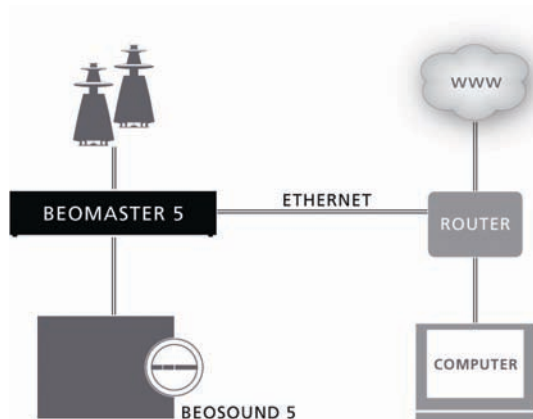 WWW
BEOMASTER 5
ETHERNET
ROUTER
COMPUTER
BEOSOUND 5